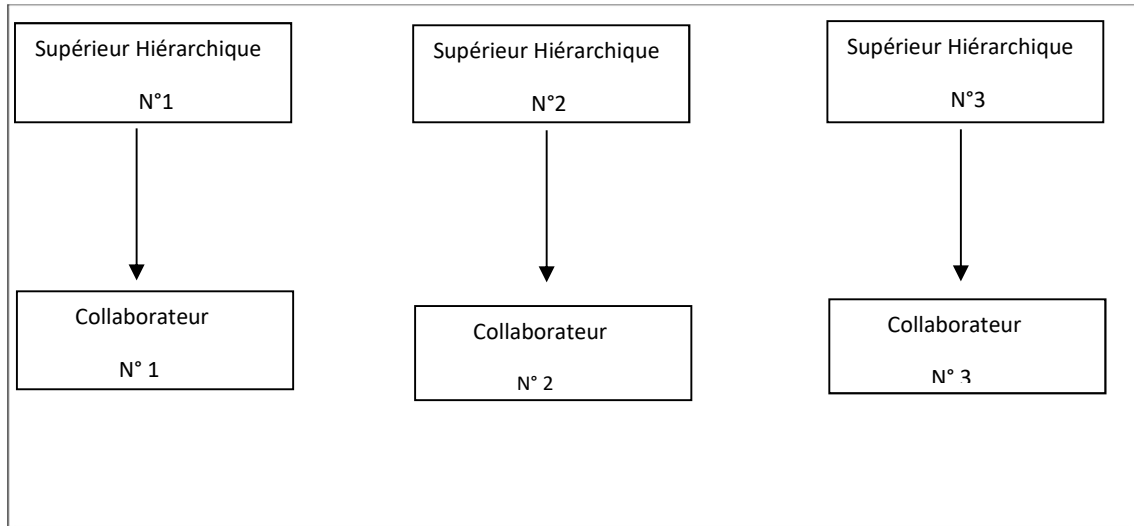 Supérieur Hiérarchique
N°1
Supérieur Hiérarchique
N°2
Supérieur Hiérarchique
N°3
Collaborateur
N° 1
Collaborateur
N° 2
Collaborateur
N° 3